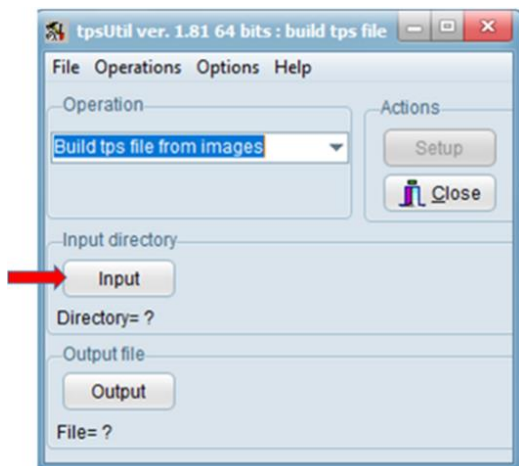 tpsUtil ver. 1.81 64 bits : build tps file
File Operations Options Help
Operation
Build tps file from images
Actions
Setup
Close
Input directory
Input
Directory= ?
Output file
Output
File= ?